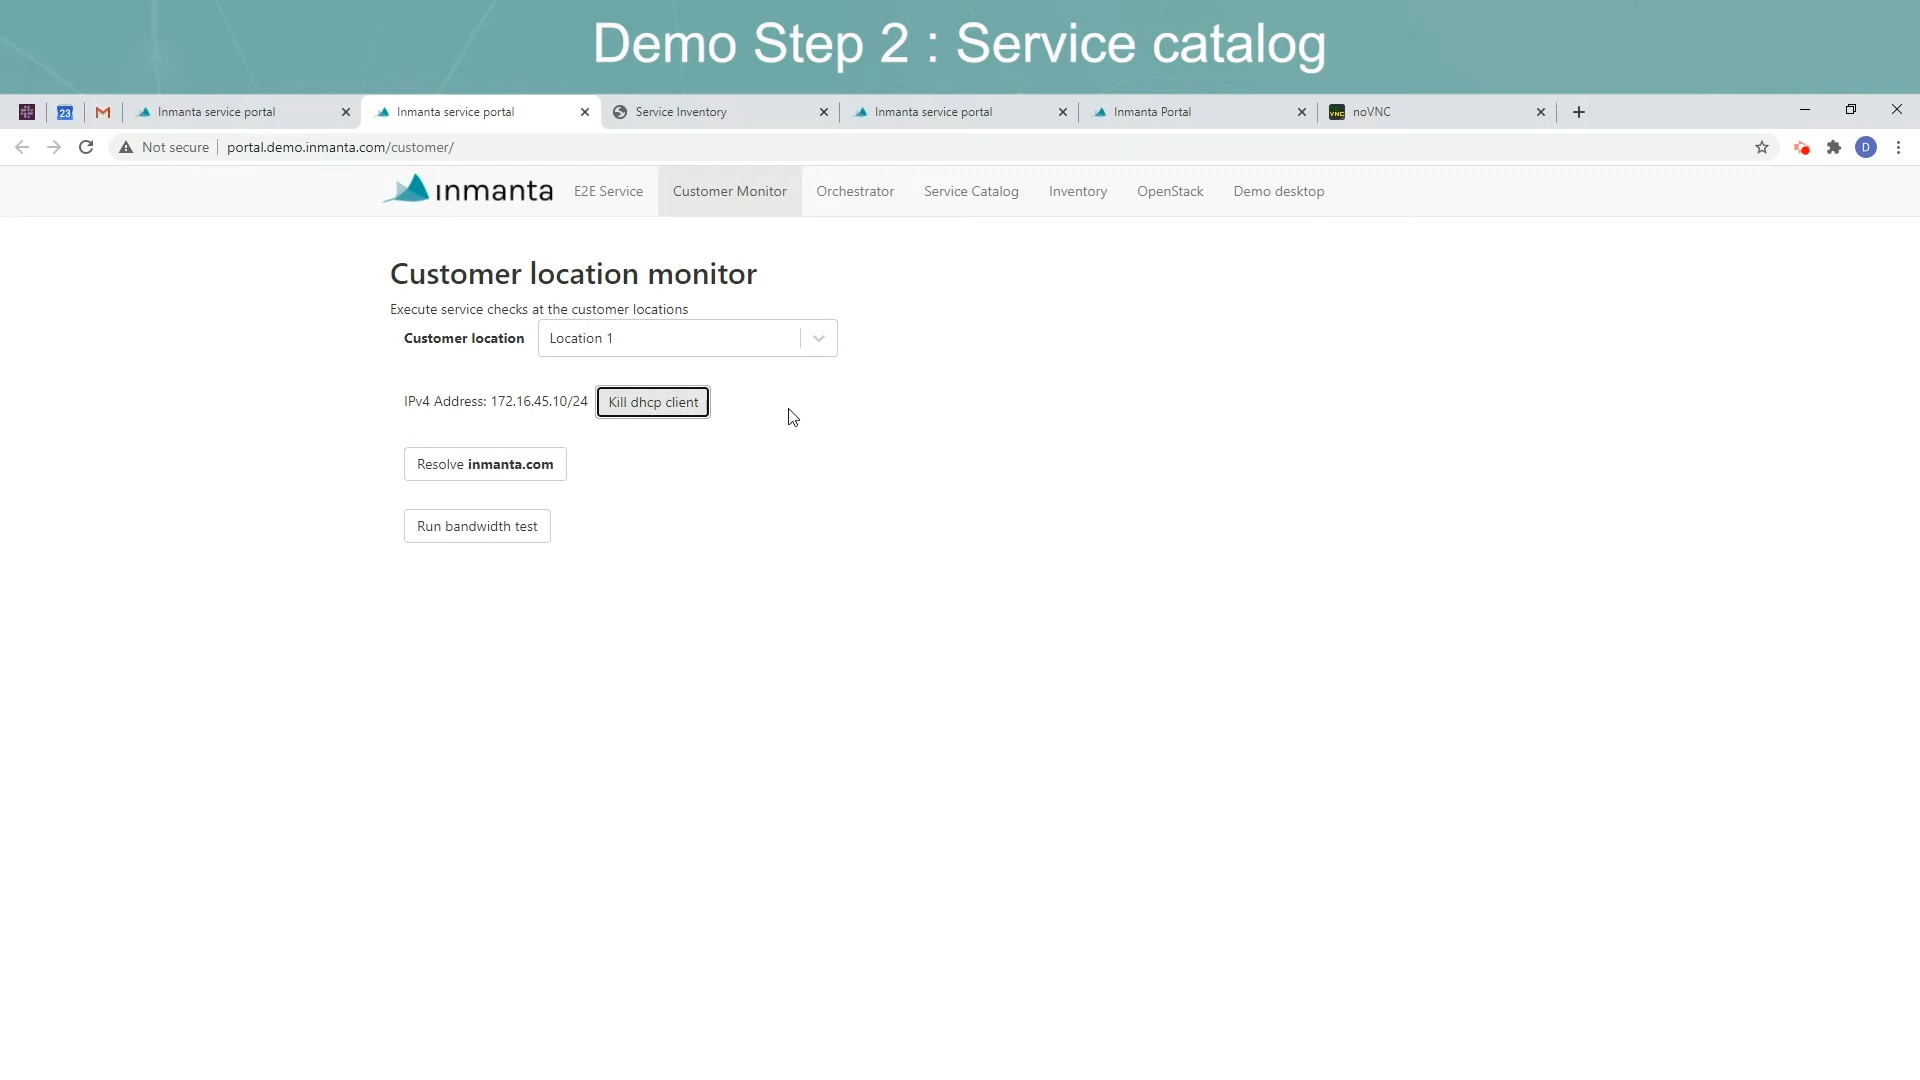 Demo Step 2 : Service catalog
23
Inmanta service portal
Inmanta service portal
Service Inventory
Inmanta service portal
Inmanta Portal
VNC
noVNC
Not secure
portal.demo.inmanta.com/customer/
D
inmanta
E2E Service
Customer Monitor
Orchestrator
Service Catalog
Inventory
OpenStack
Demo desktop
Customer location monitor
Execute service checks at the customer locations
Customer location
Location 1
IPv4 Address: 172.16.45.10/24
Kill dhcp client
Resolve inmanta.com
Run bandwidth test